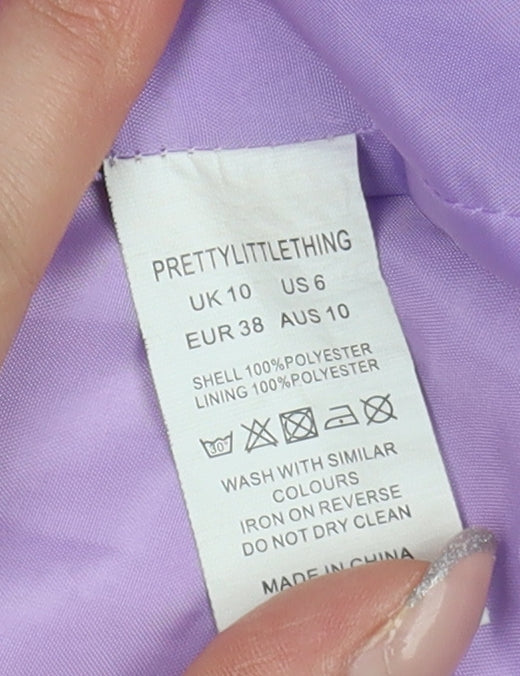 PRETTYLITTLETHING
UK 10 US 6
EUR 38 AUS 10
SHELL 100%POLYESTER
LINING 100%POLYESTER
30°
WASH WITH SIMILAR
COLOURS
IRON ON REVERSE
DO NOT DRY CLEAN
MADE IN CHINA